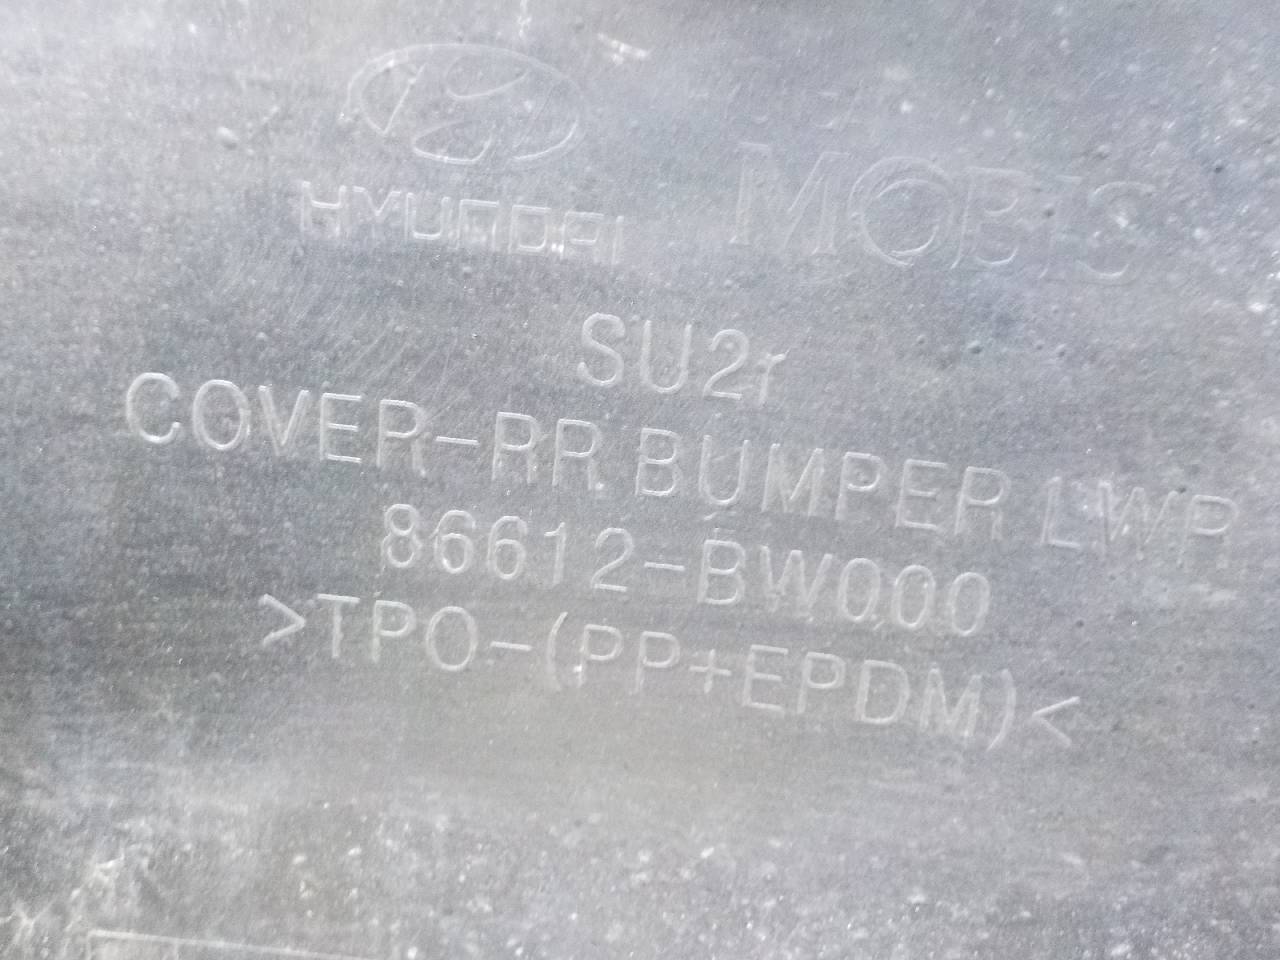 HYUNDAI MOBIS
SU2r
COVER-RR BUMPER LWR
86612-BW000
>TPO-(PP+EPDM)<